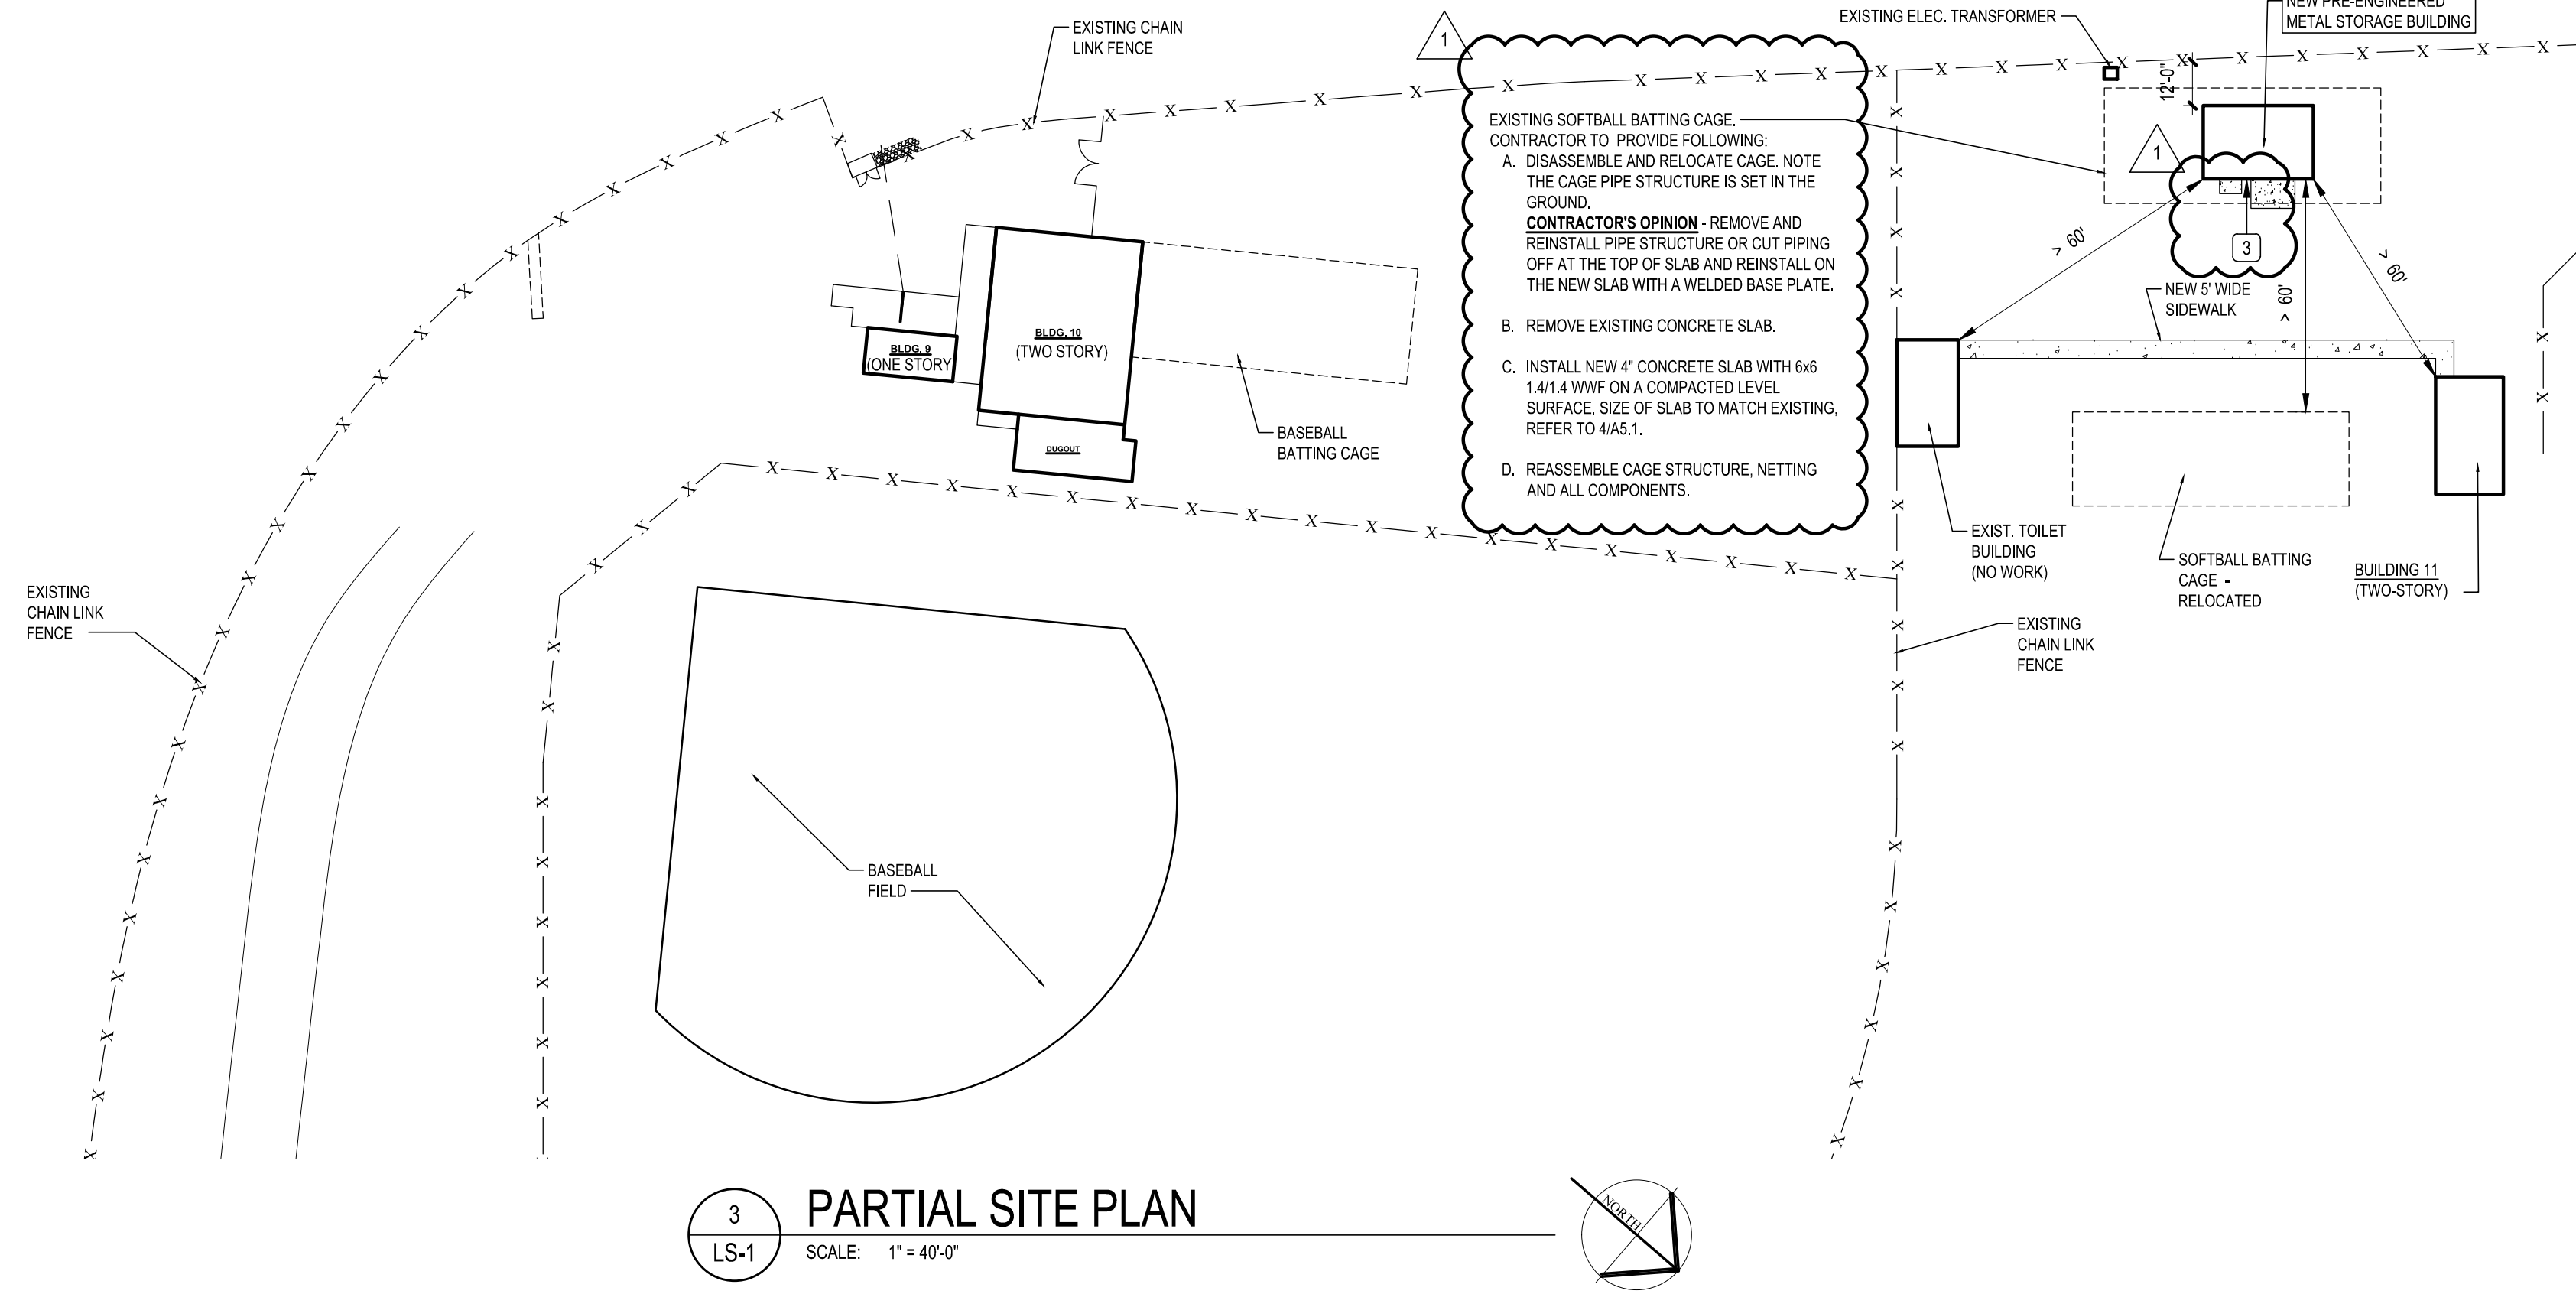 EXISTING CHAIN
LINK FENCE
1
EXISTING ELEC. TRANSFORMER
NEW PRE-ENGINEERED
METAL STORAGE BUILDING
12'-0"
EXISTING SOFTBALL BATTING CAGE.
CONTRACTOR TO PROVIDE FOLLOWING:
A. DISASSEMBLE AND RELOCATE CAGE. NOTE
THE CAGE PIPE STRUCTURE IS SET IN THE
GROUND.
CONTRACTOR'S OPINION - REMOVE AND
REINSTALL PIPE STRUCTURE OR CUT PIPING
OFF AT THE TOP OF SLAB AND REINSTALL ON
THE NEW SLAB WITH A WELDED BASE PLATE.
B. REMOVE EXISTING CONCRETE SLAB.
C. INSTALL NEW 4" CONCRETE SLAB WITH 6x6
1.4/1.4 WWF ON A COMPACTED LEVEL
SURFACE. SIZE OF SLAB TO MATCH EXISTING,
REFER TO 4/A5.1.
D. REASSEMBLE CAGE STRUCTURE, NETTING
AND ALL COMPONENTS.
1
3
> 60'
> 60'
> 60'
NEW 5' WIDE
SIDEWALK
BLDG. 9
(ONE STORY
BLDG. 10
(TWO STORY)
DUGOUT
BASEBALL
BATTING CAGE
EXIST. TOILET
BUILDING
(NO WORK)
SOFTBALL BATTING
CAGE -
RELOCATED
BUILDING 11
(TWO-STORY)
EXISTING
CHAIN LINK
FENCE
EXISTING
CHAIN LINK
FENCE
BASEBALL
FIELD
3
LS-1
PARTIAL SITE PLAN
SCALE: 1" = 40'-0"
NORTH